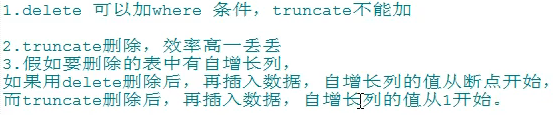 1.delete 可以加where 条件，truncate不能加
2.truncate删除，效率高一丢丢
3.假如要删除的表中有自增长列，
如果用delete删除后，再插入数据，自增长列的值从断点开始，
而truncate删除后，再插入数据，自增长列的值从1开始。